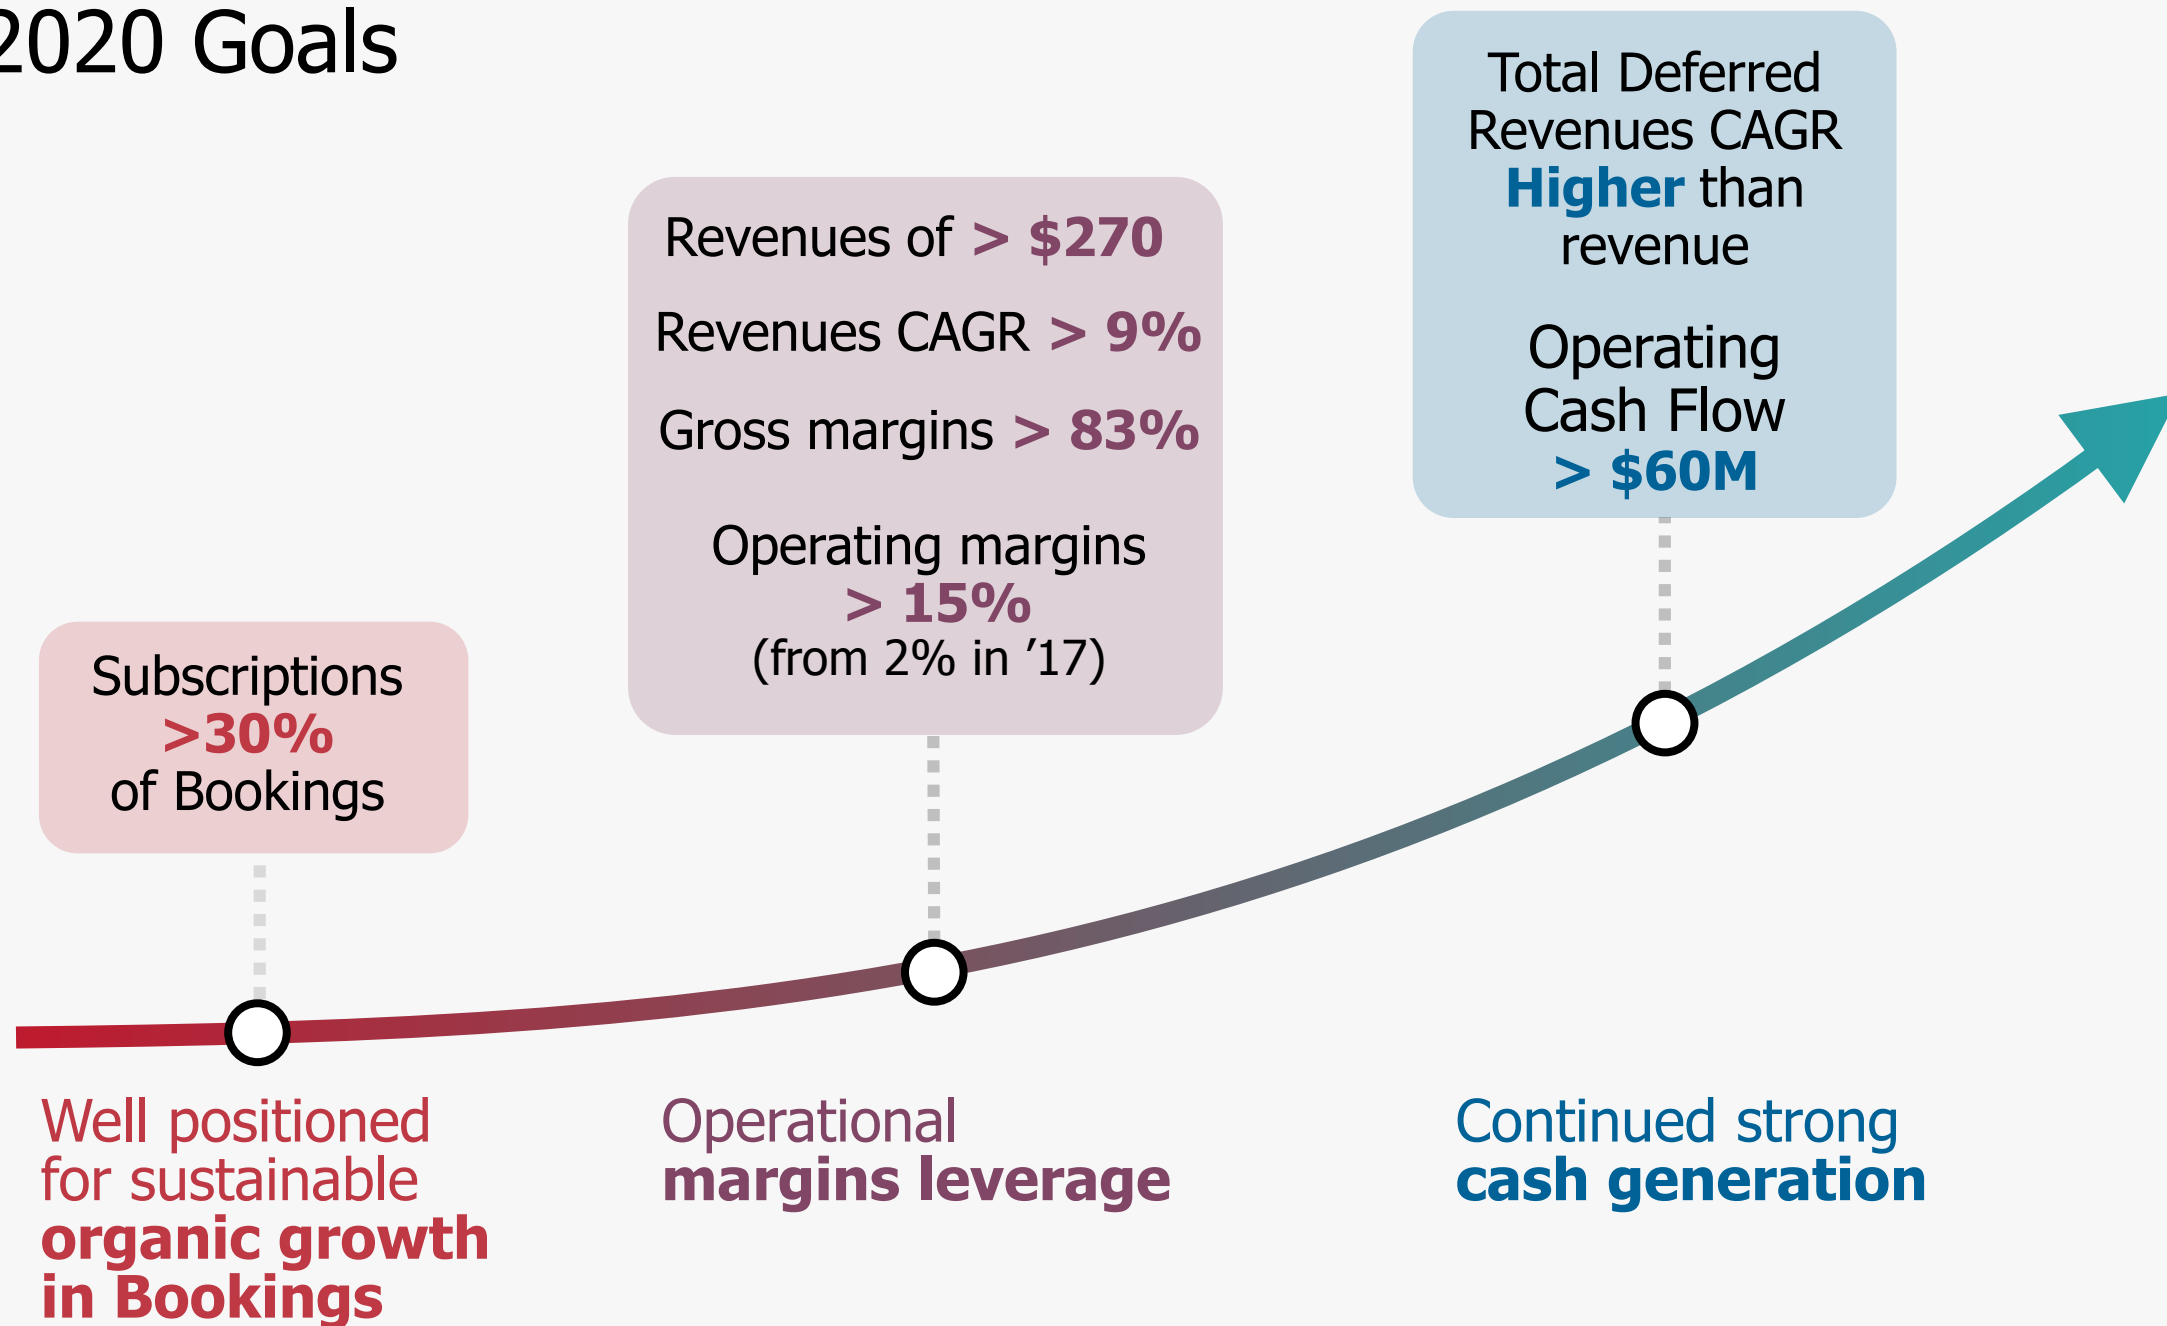 2020 Goals
Subscriptions
>30%
of Bookings
Well positioned
for sustainable
organic growth
in Bookings
Revenues of > $270
Revenues CAGR > 9%
Gross margins > 83%
Operating margins
> 15%
(from 2% in ’17)
Operational
margins leverage
Total Deferred
Revenues CAGR
Higher than
revenue
Operating
Cash Flow
> $60M
Continued strong
cash generation